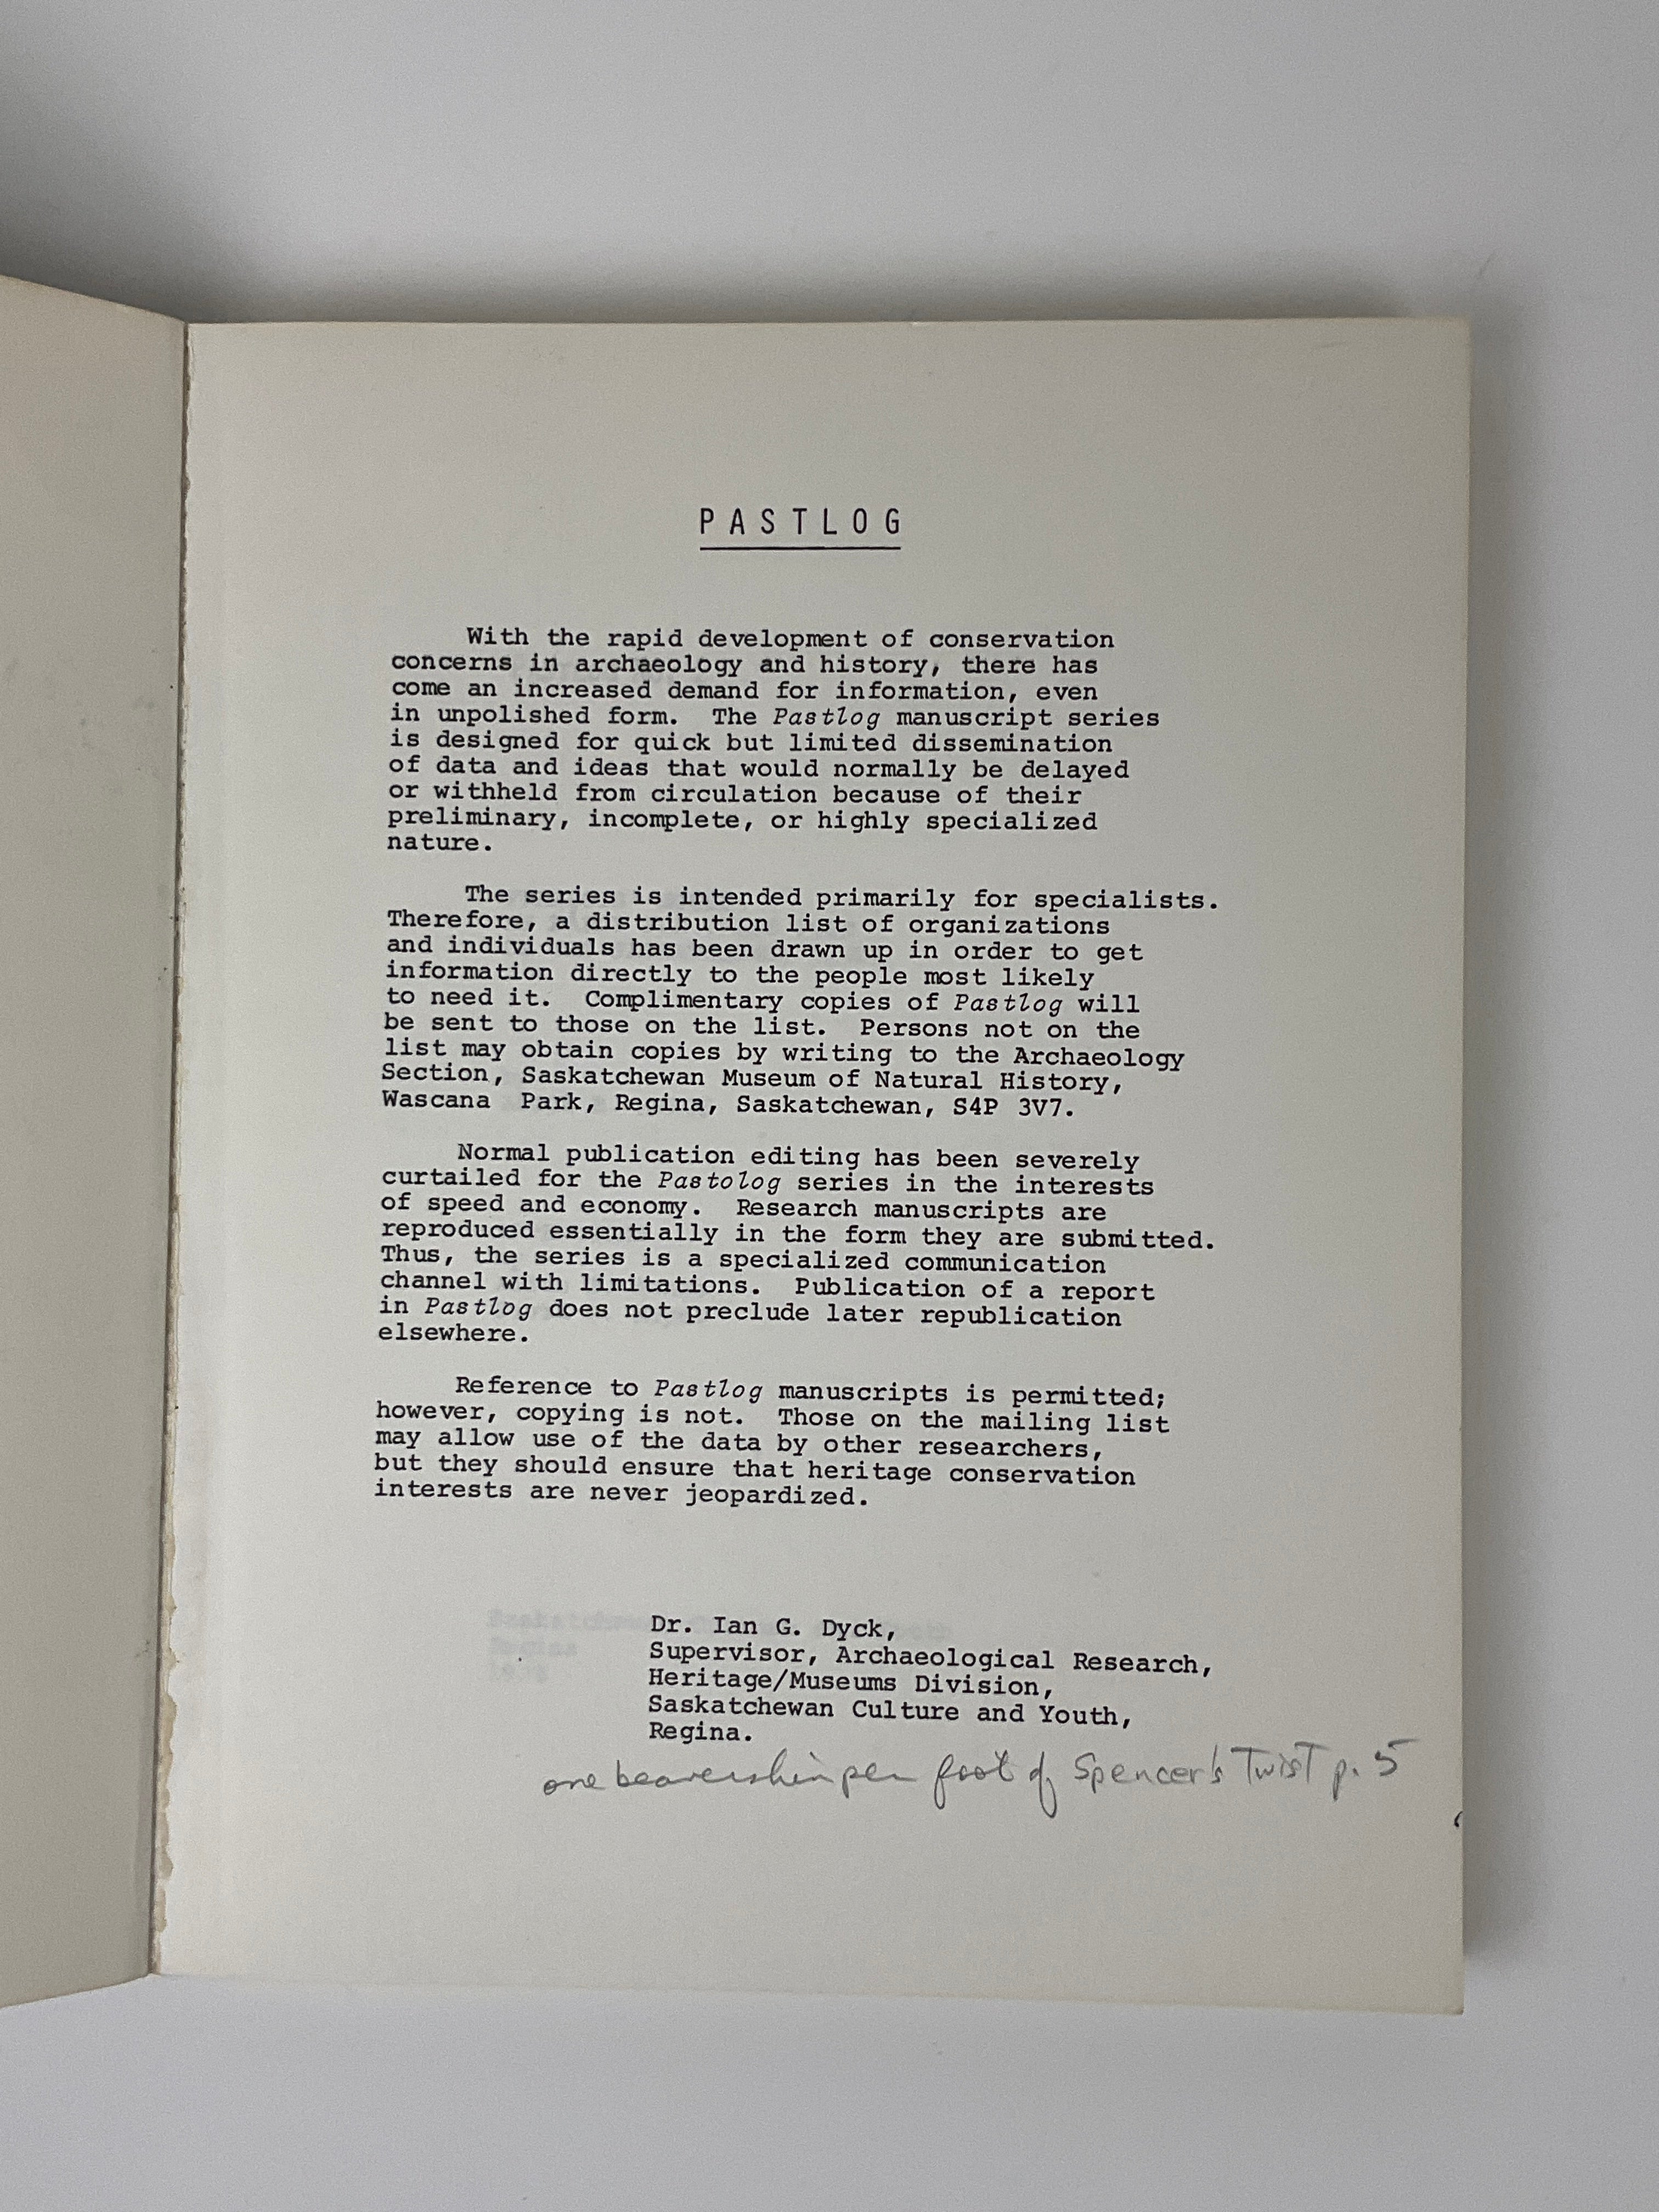 PASTLOG
With the rapid development of conservation
concerns in archaeology and history, there has
come an increased demand for information, even
in unpolished form. The Pastlog manuscript series
is designed for quick but limited dissemination
of data and ideas that would normally be delayed
or withheld from circulation because of their
preliminary, incomplete, or highly specialized
nature.
The series is intended primarily for specialists.
Therefore, a distribution list of organizations
and individuals has been drawn up in order to get
information directly to the people most likely
to need it. Complimentary copies of Pastlog will
be sent to those on the list. Persons not on the
list may obtain copies by writing to the Archaeology
Section, Saskatchewan Museum of Natural History,
Wascana Park, Regina, Saskatchewan, S4P 3V7.
Normal publication editing has been severely
curtailed for the Pastolog series in the interests
of speed and economy. Research manuscripts are
reproduced essentially in the form they are submitted.
Thus, the series is a specialized communication
channel with limitations. Publication of a report
in Pastlog does not preclude later republication
elsewhere.
Reference to Pastlog manuscripts is permitted;
however, copying is not. Those on the mailing list
may allow use of the data by other researchers,
but they should ensure that heritage conservation
interests are never jeopardized.
Dr. Ian G. Dyck,
Supervisor, Archaeological Research,
Heritage/Museums Division,
Saskatchewan Culture and Youth,
Regina.
one beaverskin per foot of Spencer's Twist p. 5